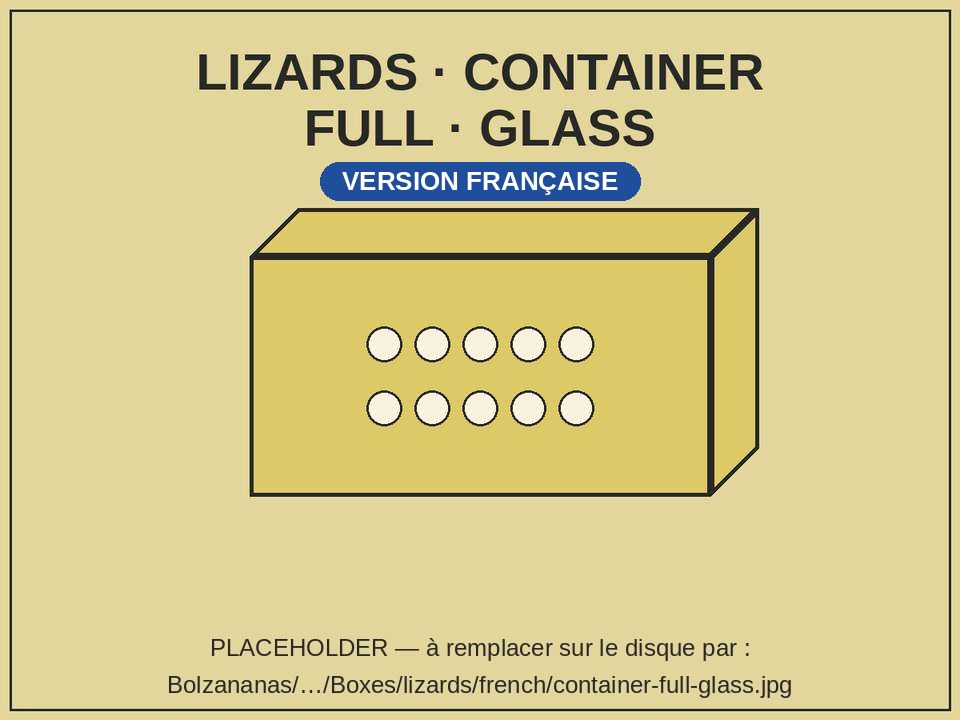 LIZARDS · CONTAINER
FULL · GLASS
VERSION FRANÇAISE
PLACEHOLDER — à remplacer sur le disque par :
Bolzananas/…/Boxes/lizards/french/container-full-glass.jpg